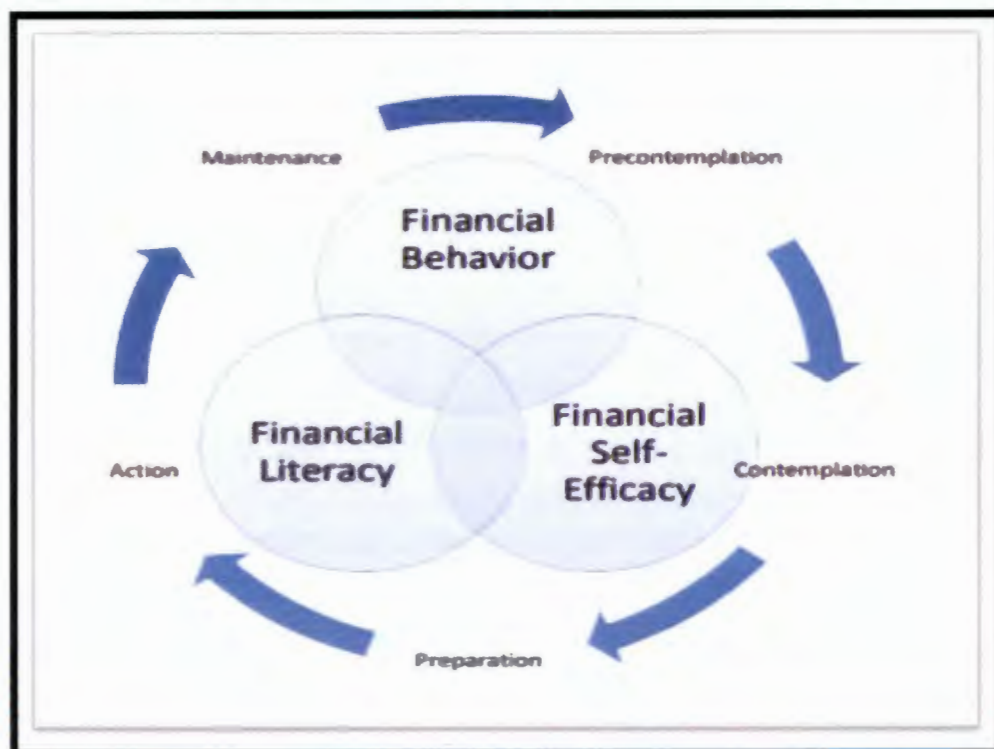 Maintenance
Precontemplation
Financial
Behavior
Financial
Literacy
Financial
Self-
Efficacy
Action
Contemplation
Preparation